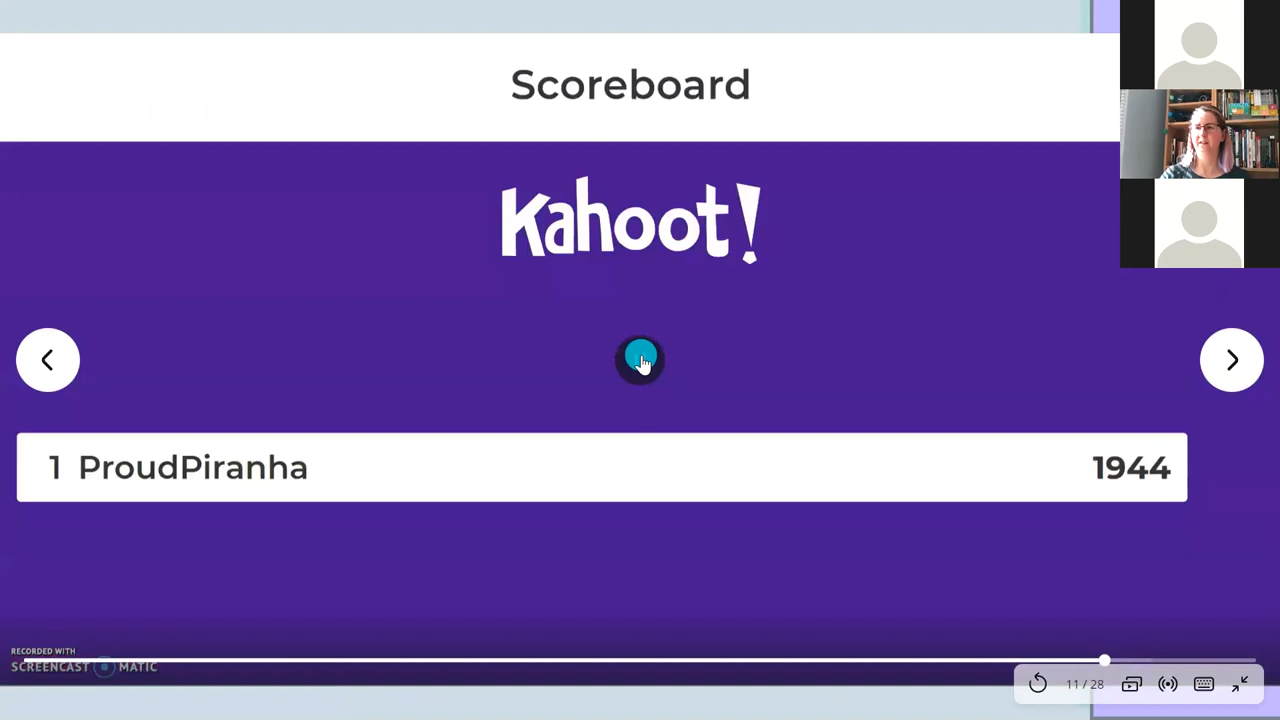 Scoreboard
Kahoot!
1 ProudPiranha 1944
RECORDED WITH
SCREENCAST MATIC
11 / 28